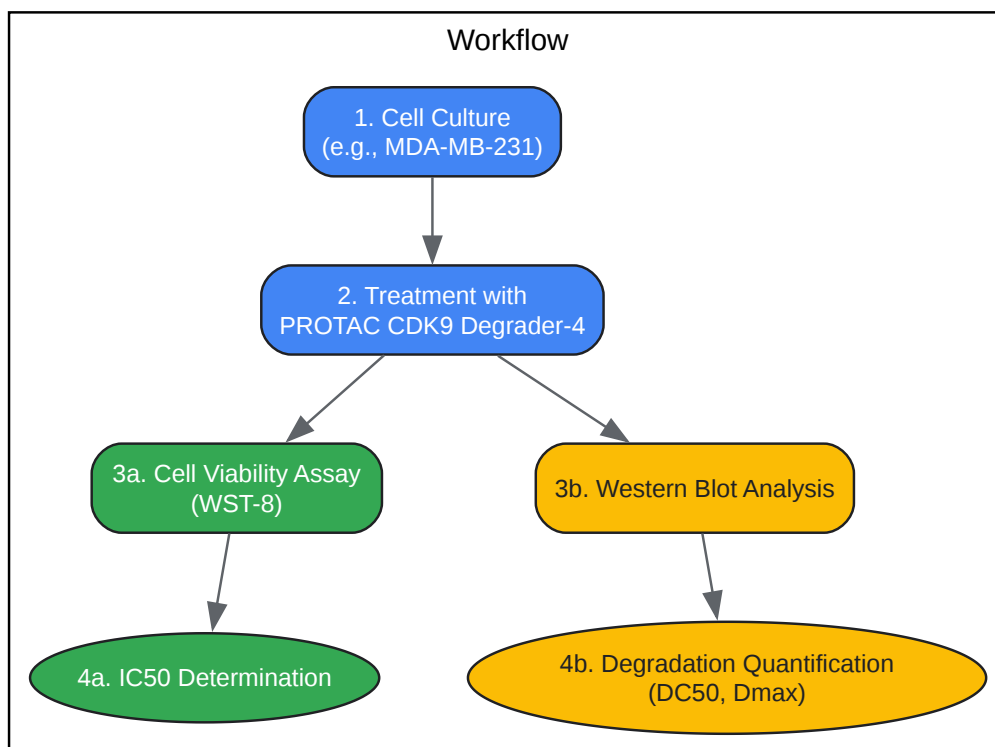 Workflow
1. Cell Culture
(e.g., MDA-MB-231)
2. Treatment with
PROTAC CDK9 Degrader-4
3a. Cell Viability Assay
(WST-8)
3b. Western Blot Analysis
4a. IC50 Determination
4b. Degradation Quantification
(DC50, Dmax)